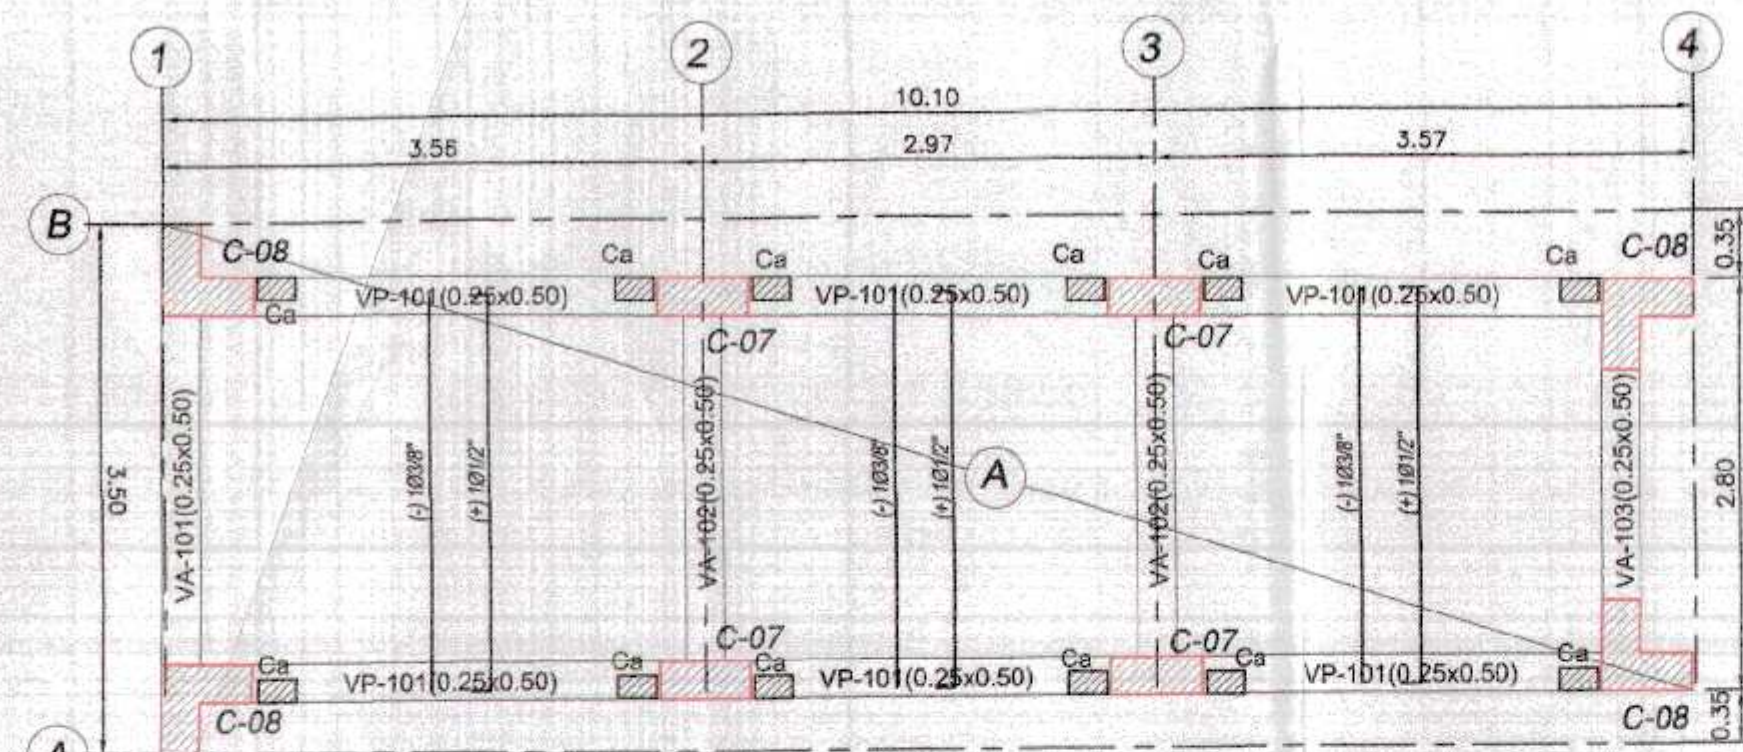 1 2 3 4
10.10
3.56 2.97 3.57
B
C-08 Ca Ca Ca Ca Ca C-08
0.35
VP-101(0.25x0.50) VP-101(0.25x0.50) VP-101(0.25x0.50)
Ca
C-07 C-07
3.50
VA-101(0.25x0.50)
(-) 1Ø3/8"
(+) 1Ø1/2"
VA-102(0.25x0.50)
(-) 1Ø3/8"
(+) 1Ø1/2"
A
VA-102(0.25x0.50)
(-) 1Ø3/8"
(+) 1Ø1/2"
VA-103(0.25x0.50)
2.80
C-07 C-07
Ca Ca Ca Ca Ca Ca
VP-101(0.25x0.50) VP-101(0.25x0.50) VP-101(0.25x0.50)
C-08 C-08
0.35
A